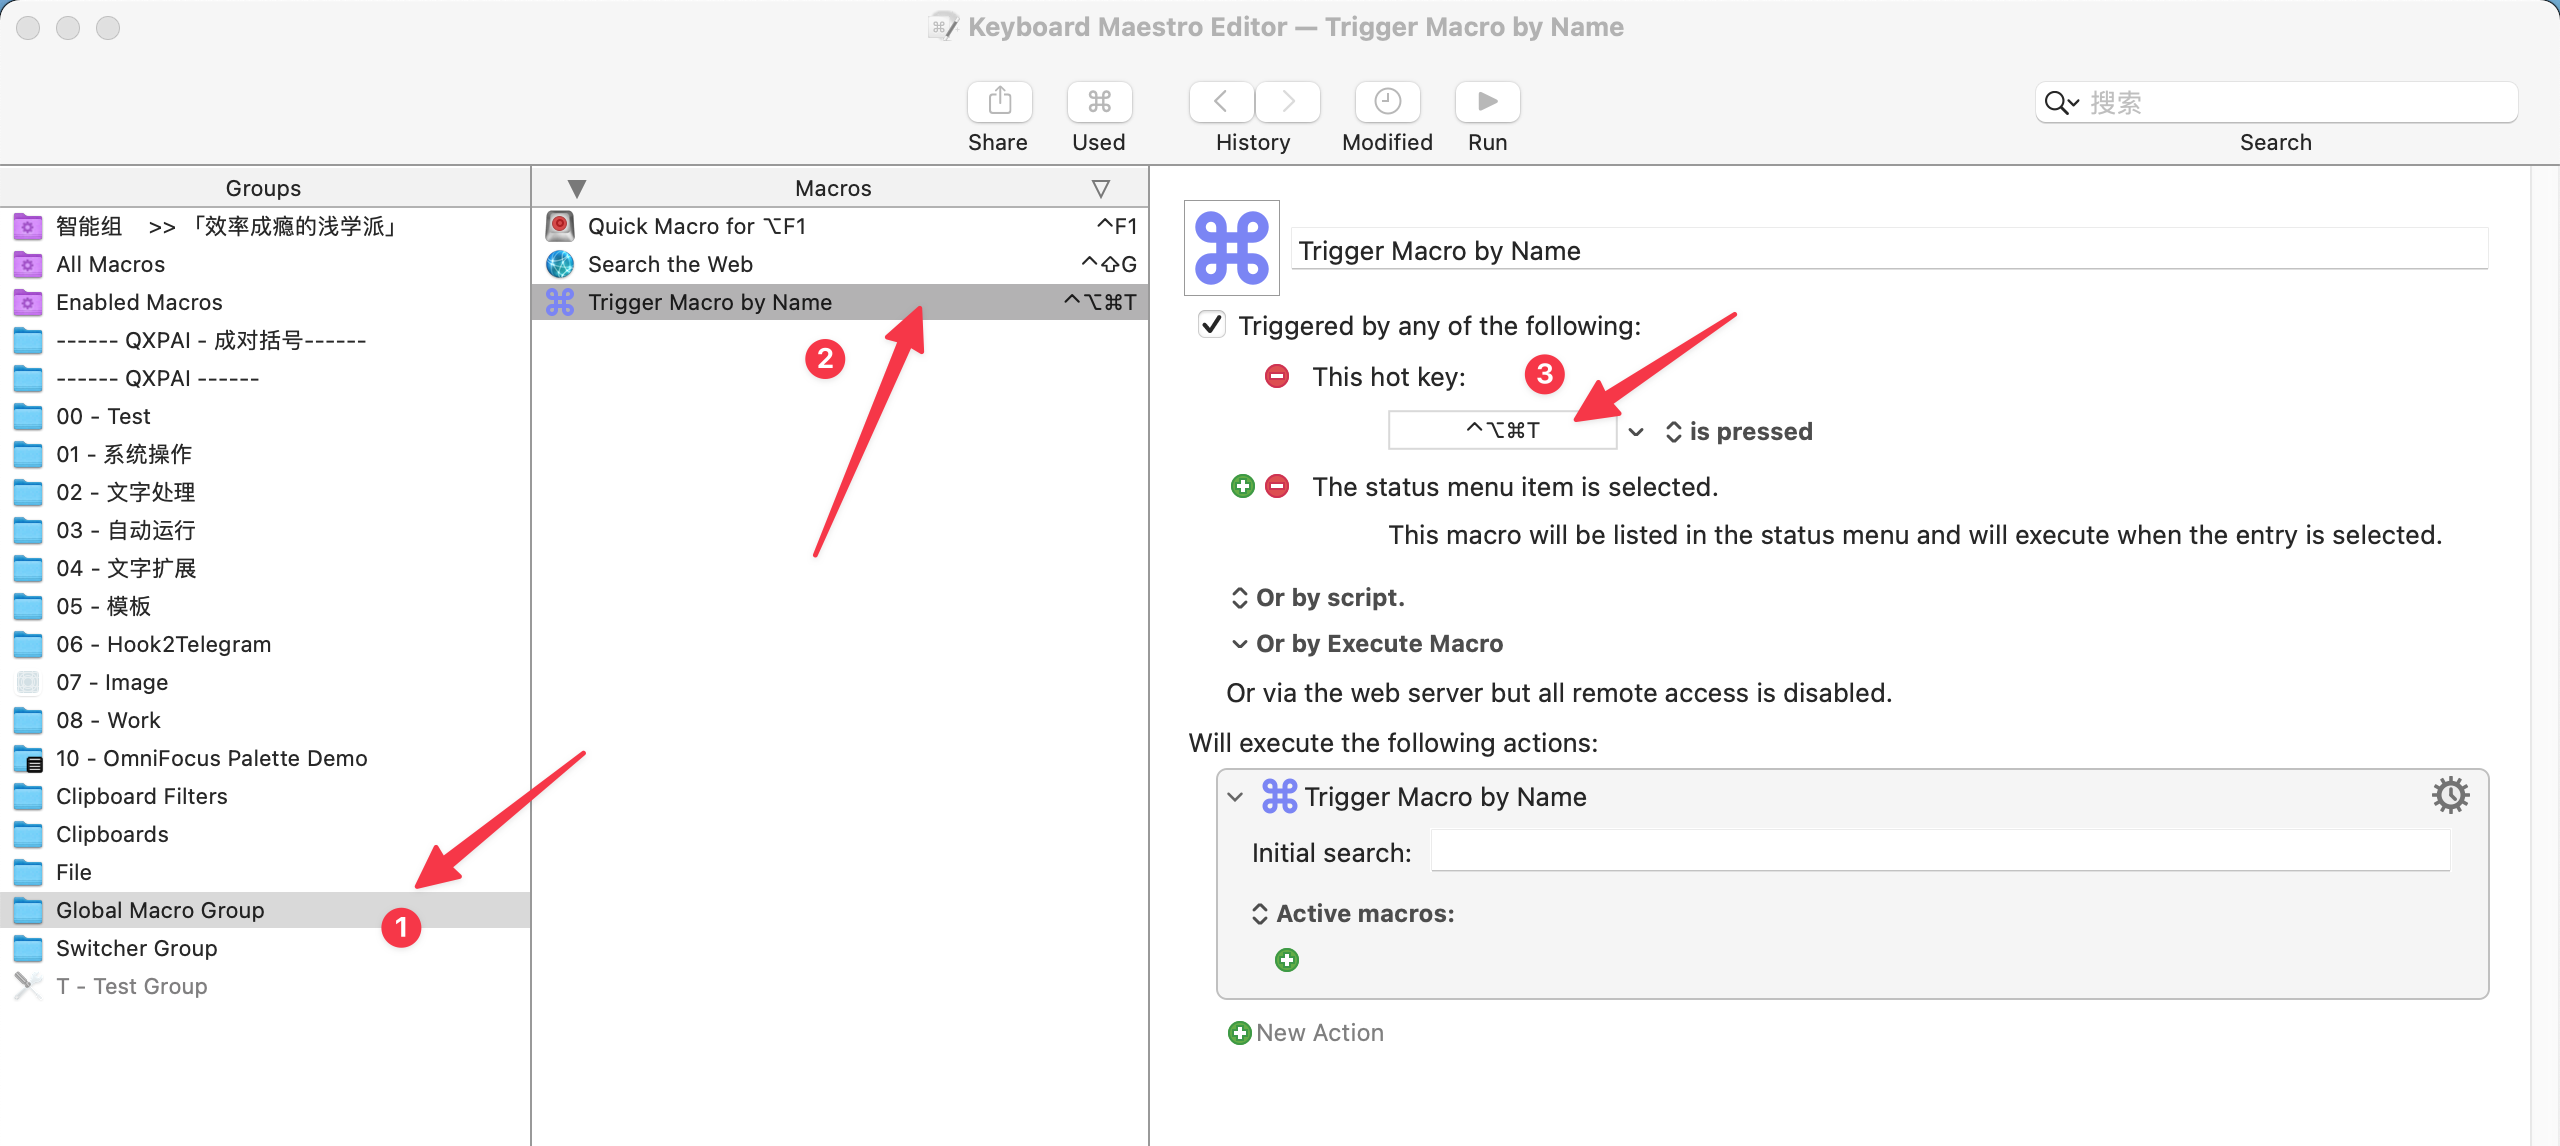 Keyboard Maestro Editor — Trigger Macro by Name
搜索
Share
Used
History
Modified
Run
Search
Groups
智能组 >> 「效率成瘾的浅学派」
All Macros
Enabled Macros
------ QXPAI - 成对括号------
------ QXPAI ------
00 - Test
01 - 系统操作
02 - 文字处理
03 - 自动运行
04 - 文字扩展
05 - 模板
06 - Hook2Telegram
07 - Image
08 - Work
10 - OmniFocus Palette Demo
Clipboard Filters
Clipboards
File
Global Macro Group
1
Switcher Group
T - Test Group
Macros
Quick Macro for ⌥F1 ^F1
Search the Web ^⇧G
Trigger Macro by Name ^⌥⌘T
2
Trigger Macro by Name
Triggered by any of the following:
This hot key:
3
^⌥⌘T is pressed
The status menu item is selected.
This macro will be listed in the status menu and will execute when the entry is selected.
Or by script.
Or by Execute Macro
Or via the web server but all remote access is disabled.
Will execute the following actions:
Trigger Macro by Name
Initial search:
Active macros:
New Action